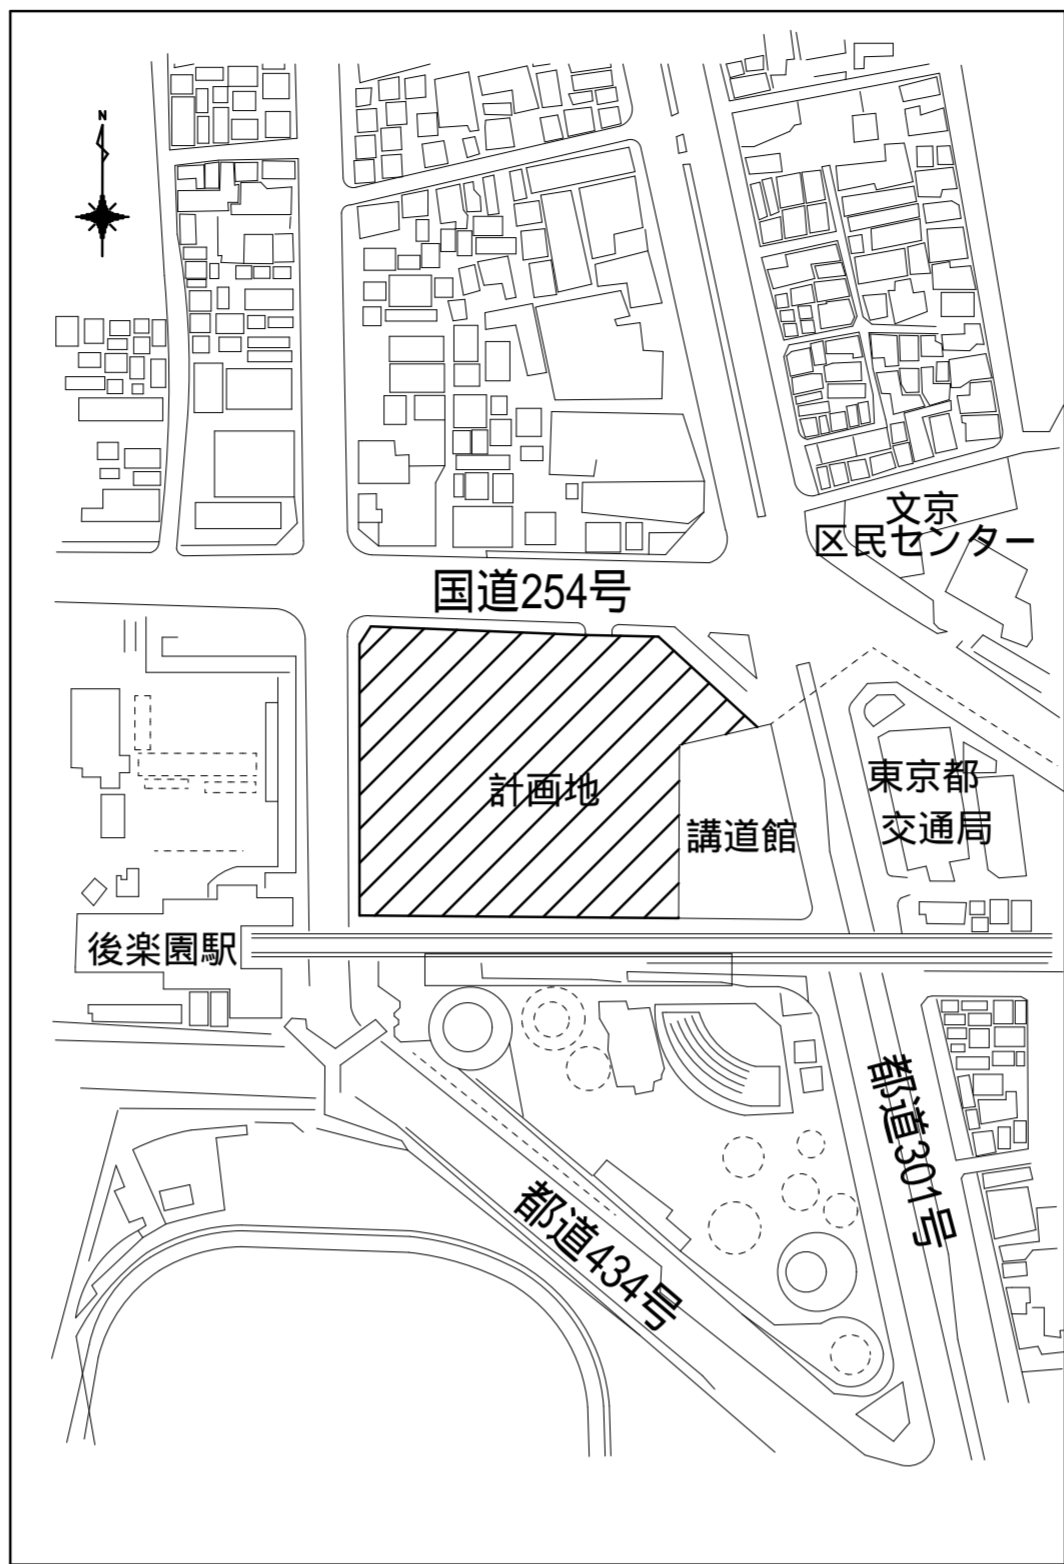 N
文京
区民センター
国道254号
計画地
講道館
東京都
交通局
後楽園駅
都道301号
都道434号